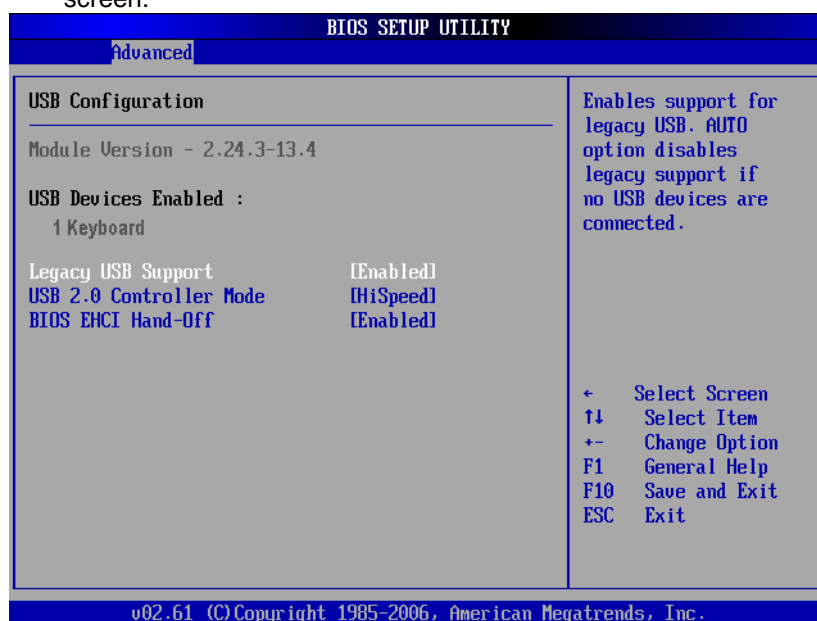 screen.
BIOS SETUP UTILITY
Advanced
USB Configuration
Module Version - 2.24.3-13.4
USB Devices Enabled :
1 Keyboard
Legacy USB Support [Enabled]
USB 2.0 Controller Mode [HiSpeed]
BIOS EHCI Hand-Off [Enabled]
Enables support for
legacy USB. AUTO
option disables
legacy support if
no USB devices are
connected.
← Select Screen
↑↓ Select Item
+- Change Option
F1 General Help
F10 Save and Exit
ESC Exit
v02.61 (C)Copyright 1985-2006, American Megatrends, Inc.